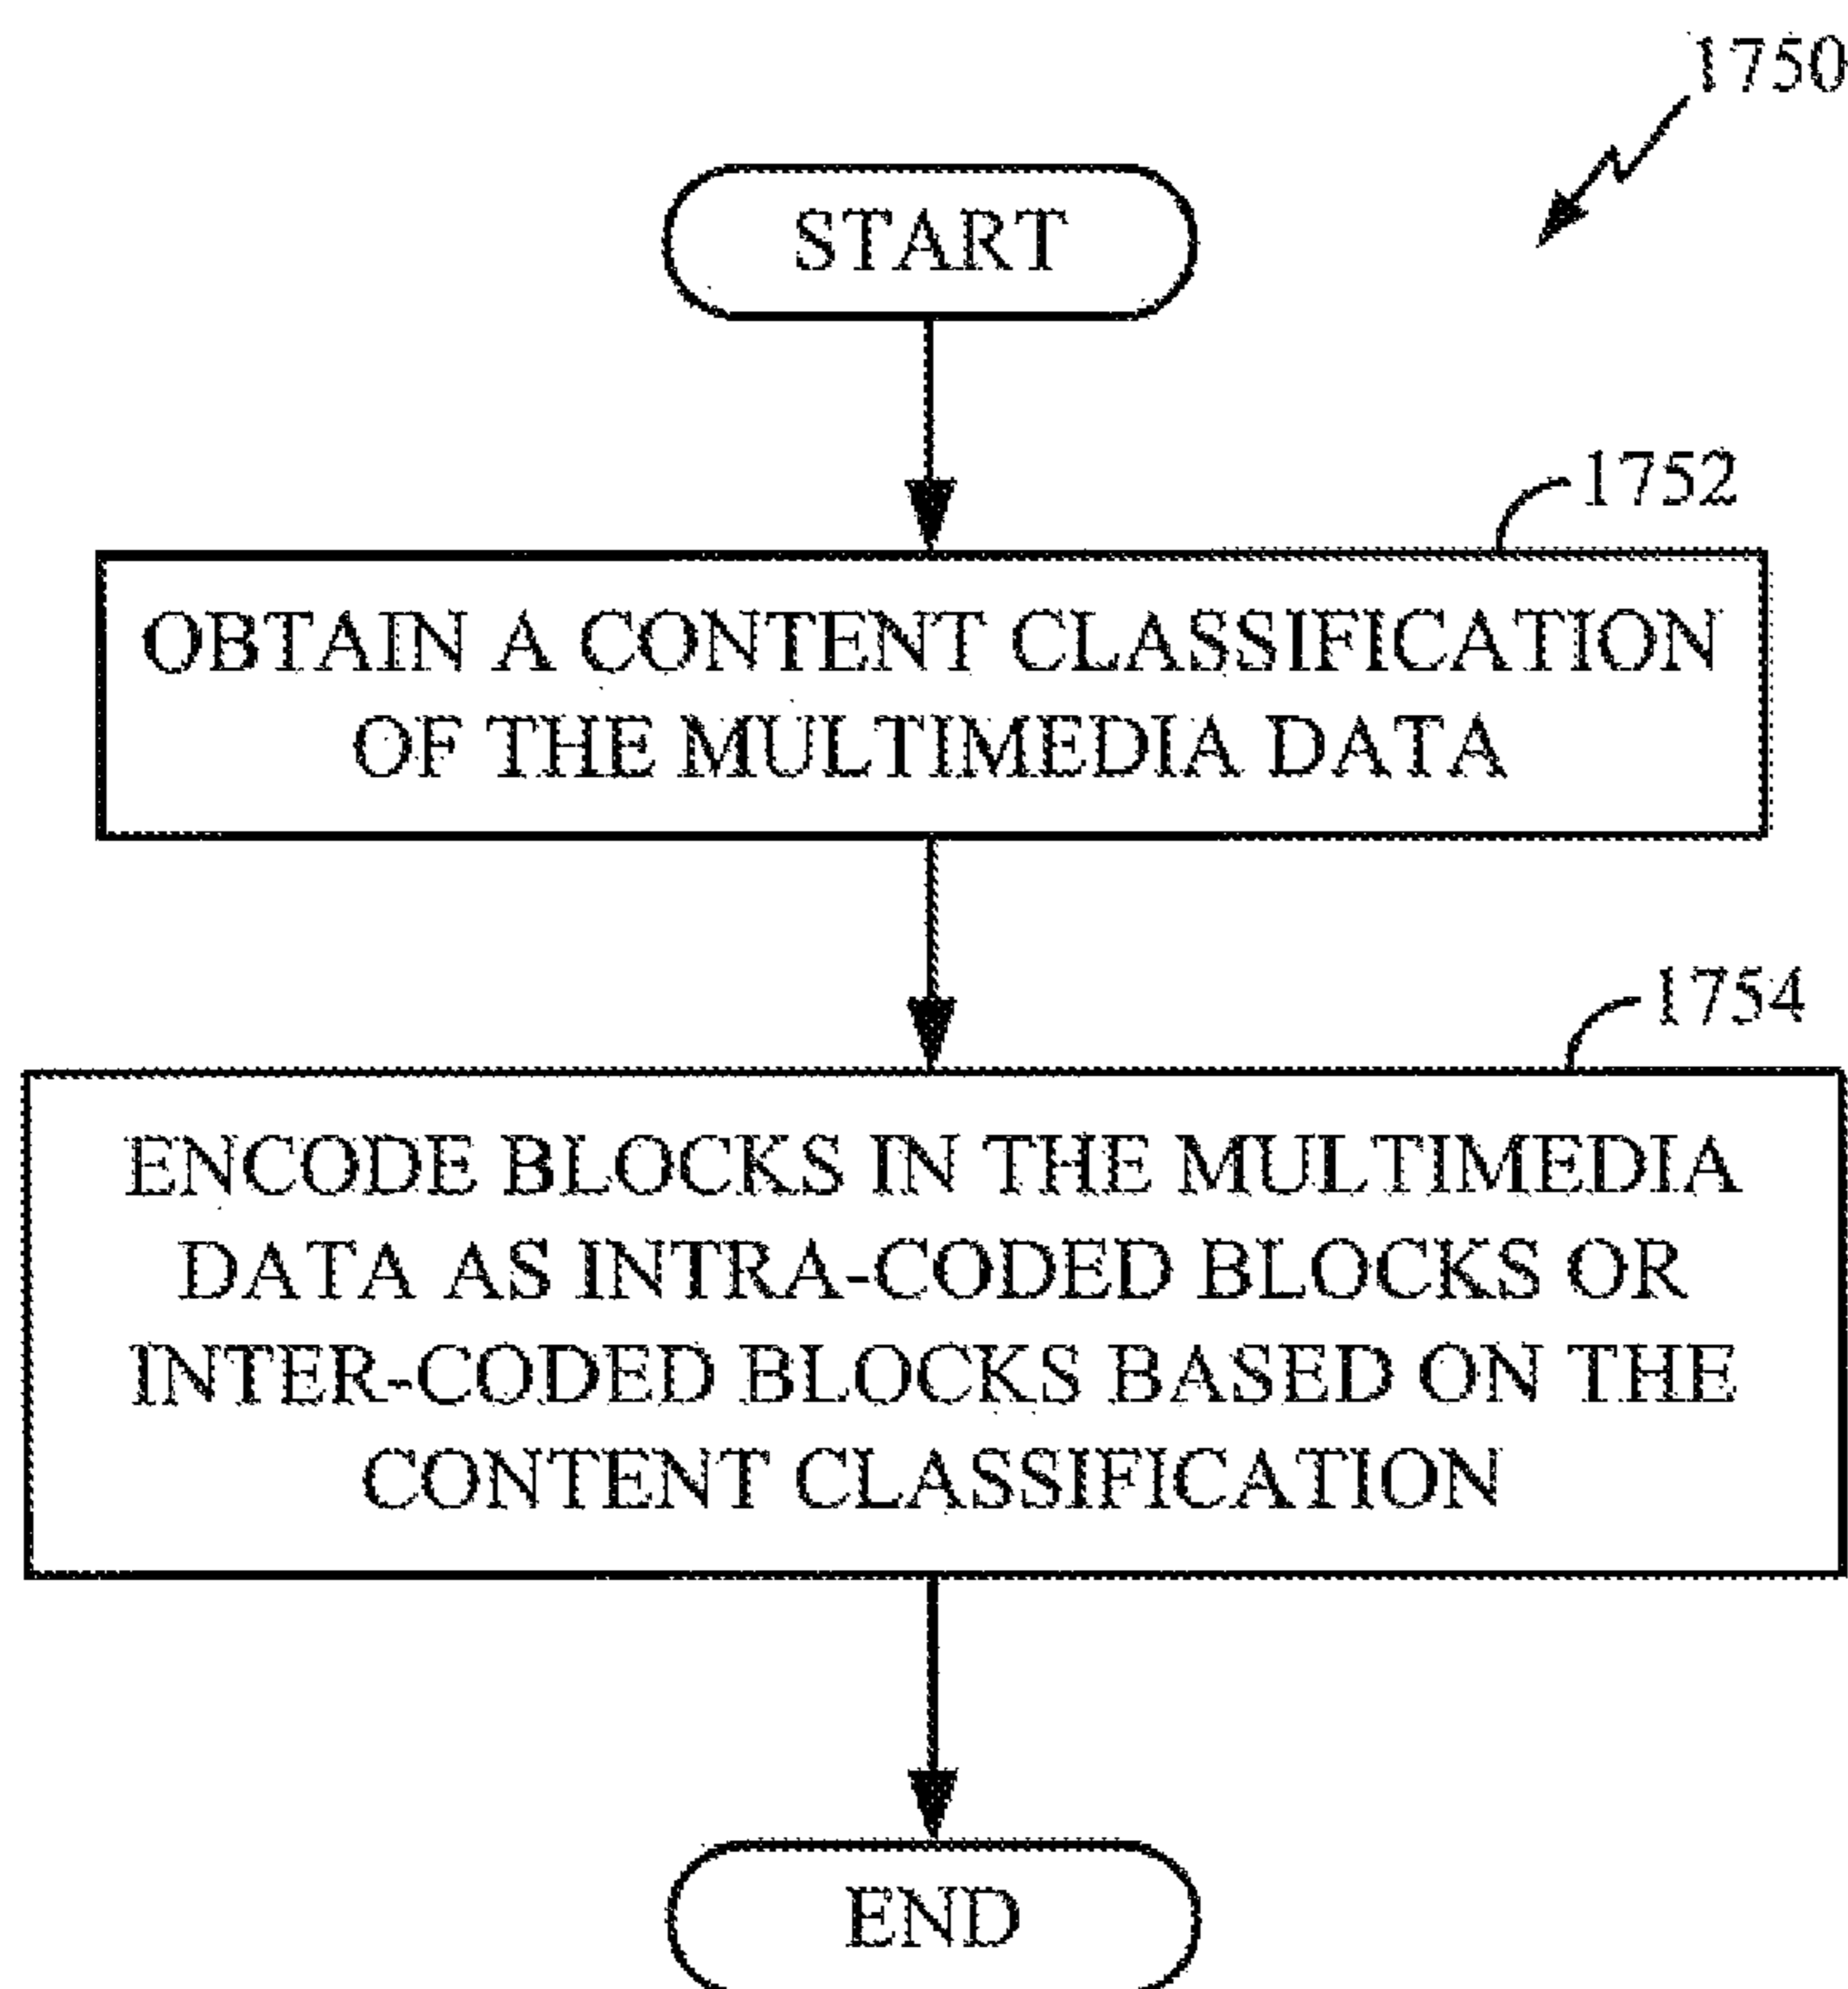 1750
START
1752
OBTAIN A CONTENT CLASSIFICATION
OF THE MULTIMEDIA DATA
1754
ENCODE BLOCKS IN THE MULTIMEDIA
DATA AS INTRA-CODED BLOCKS OR
INTER-CODED BLOCKS BASED ON THE
CONTENT CLASSIFICATION
END